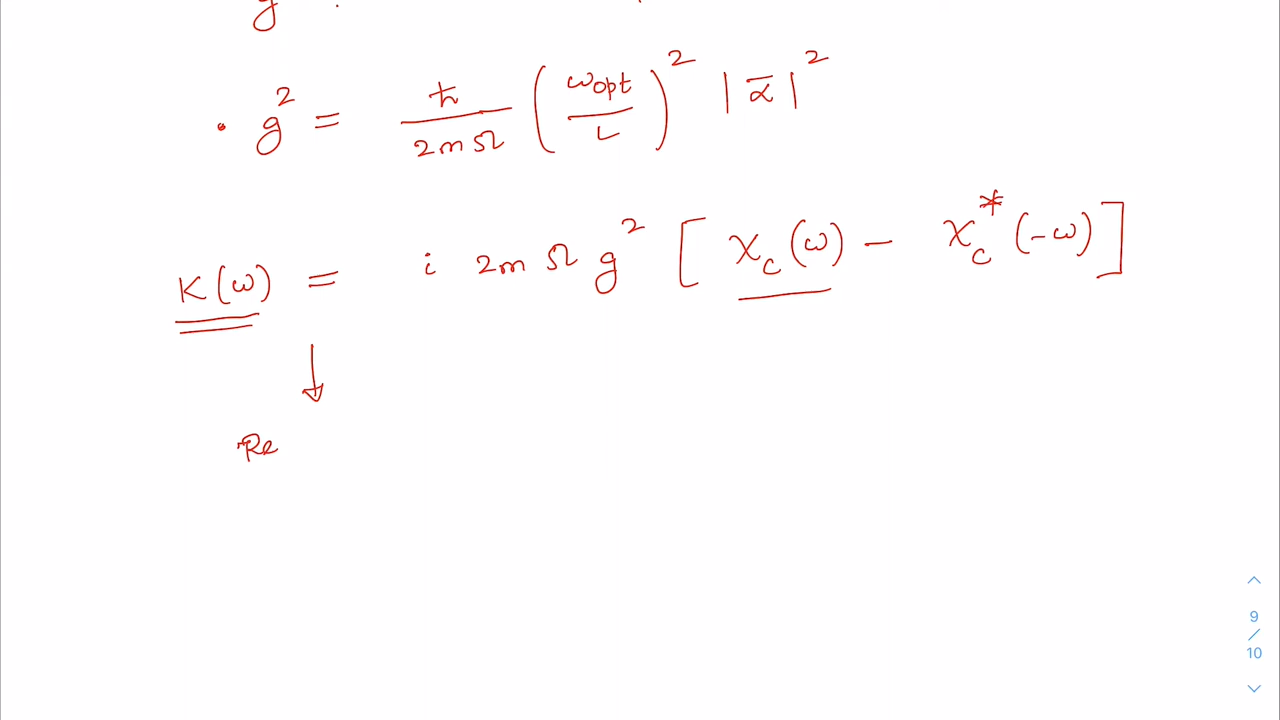 g
• g² = ħ / 2mΩ (ω_opt / L)² |ᾱ|²
K(ω) = i 2mΩ g² [ χ_c(ω) − χ_c*(−ω) ]
↓
Re
9
/
10